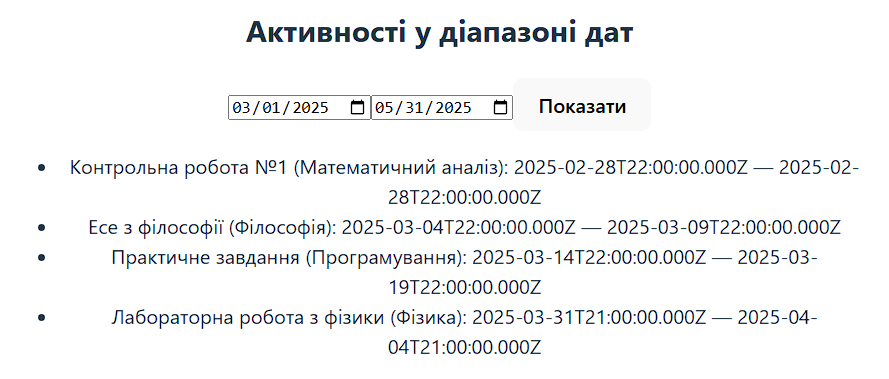 Активності у діапазоні дат
03/01/2025 05/31/2025 Показати
Контрольна робота №1 (Математичний аналіз): 2025-02-28T22:00:00.000Z — 2025-02-
28T22:00:00.000Z
Есе з філософії (Філософія): 2025-03-04T22:00:00.000Z — 2025-03-09T22:00:00.000Z
Практичне завдання (Програмування): 2025-03-14T22:00:00.000Z — 2025-03-
19T22:00:00.000Z
Лабораторна робота з фізики (Фізика): 2025-03-31T21:00:00.000Z — 2025-04-
04T21:00:00.000Z